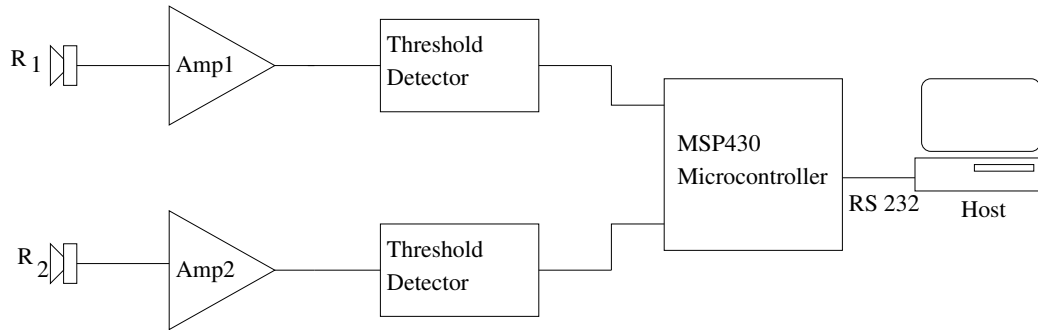 R 1
Amp1
Threshold
Detector
MSP430
Microcontroller
RS 232
Host
R 2
Amp2
Threshold
Detector